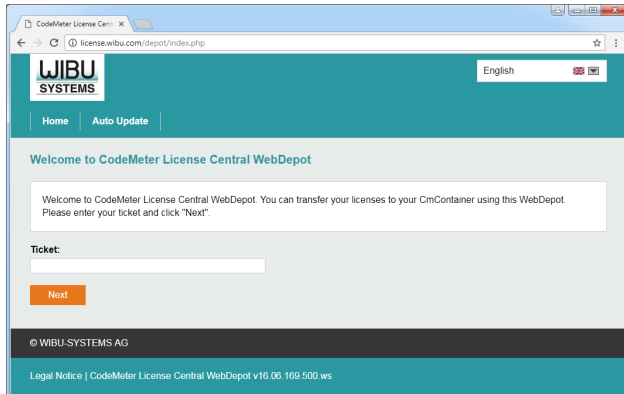 CodeMeter License Centr
license.wibu.com/depot/index.php
WIBU
SYSTEMS
English
Home Auto Update
Welcome to CodeMeter License Central WebDepot
Welcome to CodeMeter License Central WebDepot. You can transfer your licenses to your CmContainer using this WebDepot.
Please enter your ticket and click "Next".
Ticket:
Next
© WIBU-SYSTEMS AG
Legal Notice | CodeMeter License Central WebDepot v16.06.169.500.ws